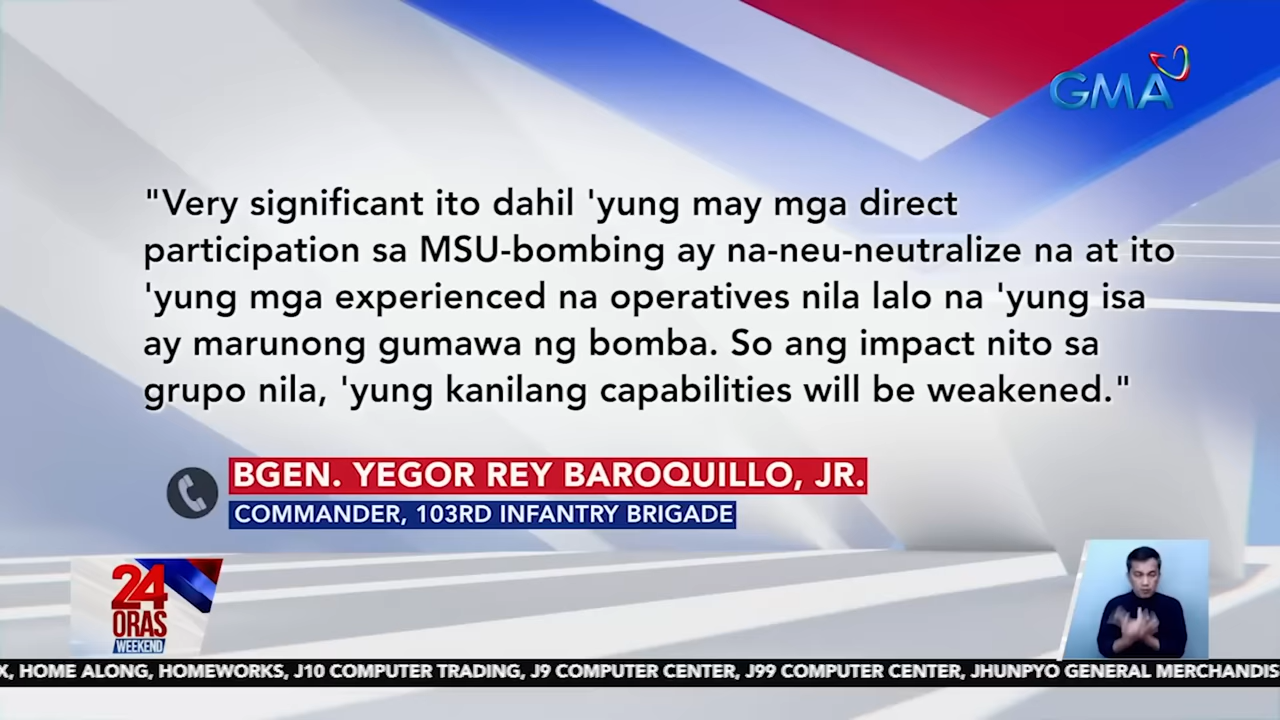 GMA
"Very significant ito dahil 'yung may mga direct
participation sa MSU-bombing ay na-neu-neutralize na at ito
'yung mga experienced na operatives nila lalo na 'yung isa
ay marunong gumawa ng bomba. So ang impact nito sa
grupo nila, 'yung kanilang capabilities will be weakened."
BGEN. YEGOR REY BAROQUILLO, JR.
COMMANDER, 103RD INFANTRY BRIGADE
24
ORAS
WEEKEND
X, HOME ALONG, HOMEWORKS, J10 COMPUTER TRADING, J9 COMPUTER CENTER, J99 COMPUTER CENTER, JHUNPYO GENERAL MERCHANDIS